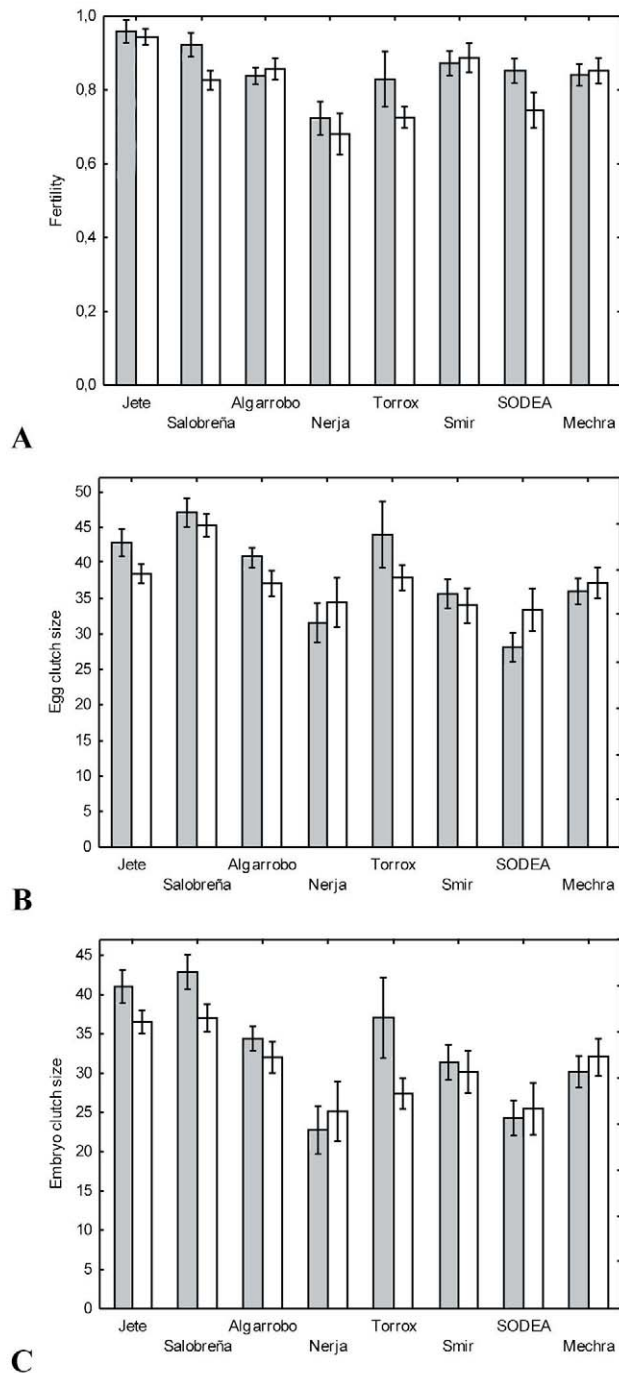 Fertility
1,0
0,8
0,6
0,4
0,2
0,0
Jete Algarrobo Torrox SODEA
Salobreña Nerja Smir Mechra
A
Egg clutch size
50
45
40
35
30
25
20
15
10
5
0
Jete Algarrobo Torrox SODEA
Salobreña Nerja Smir Mechra
B
Embryo clutch size
45
40
35
30
25
20
15
10
5
0
Jete Algarrobo Torrox SODEA
Salobreña Nerja Smir Mechra
C